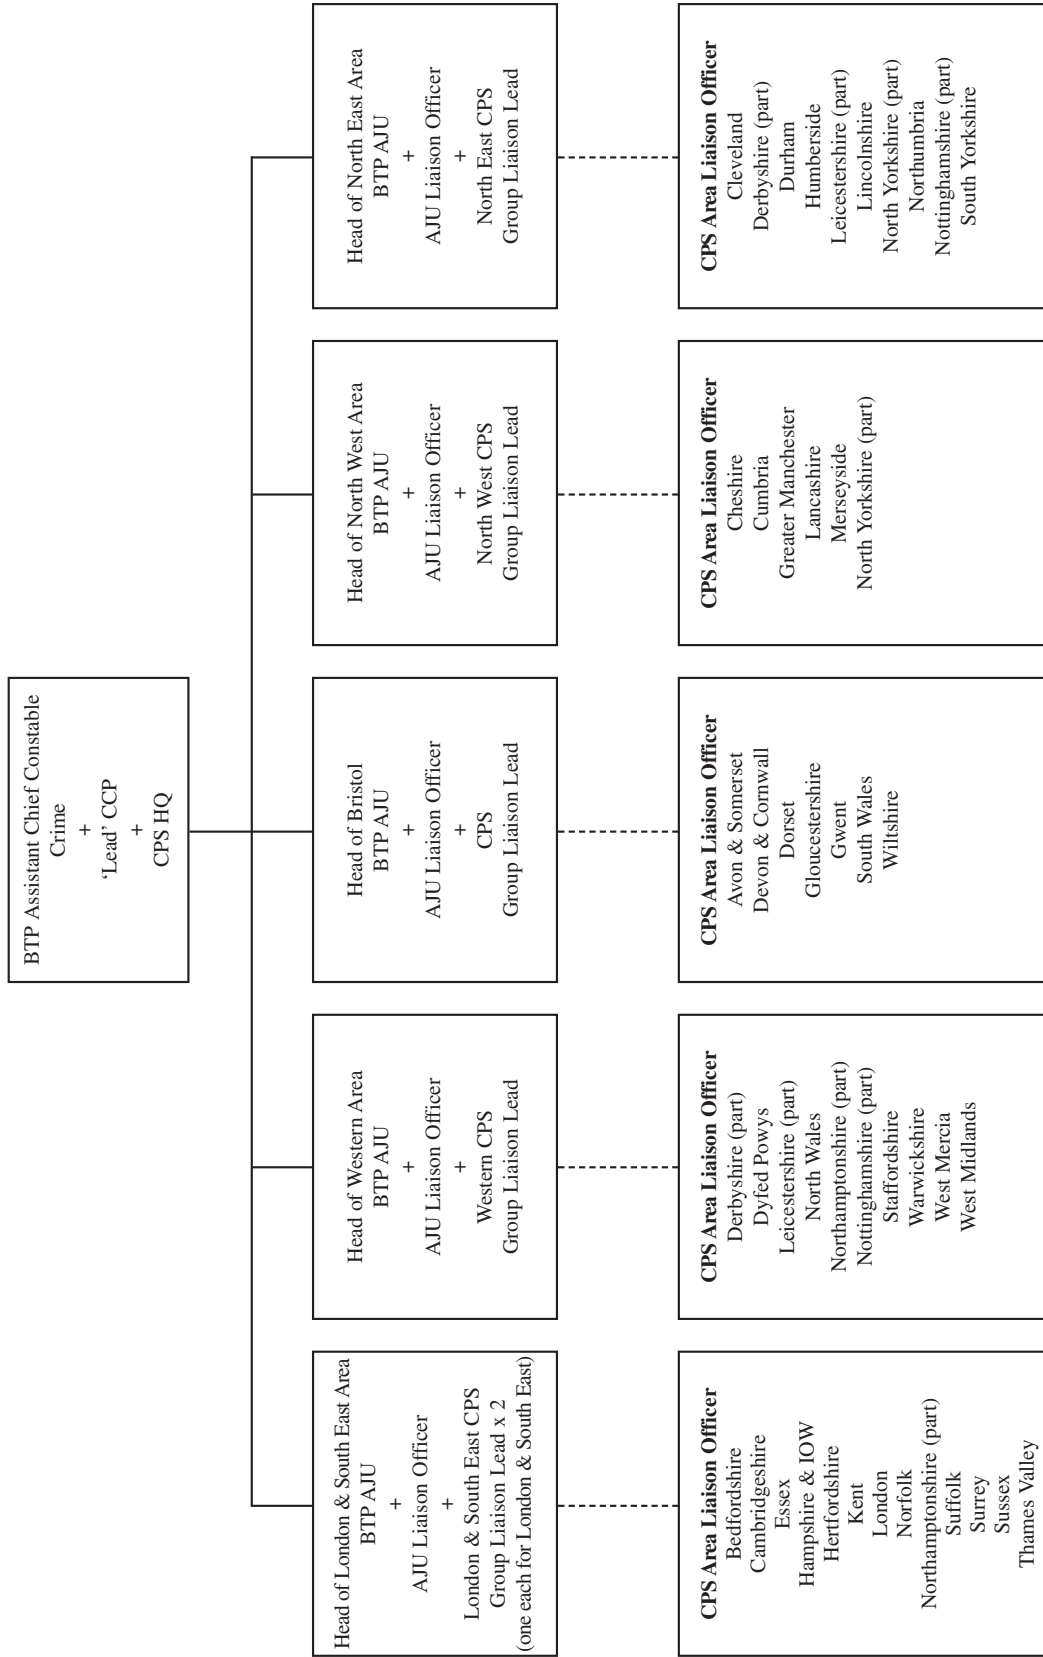 BTP Assistant Chief Constable
Crime
+
‘Lead’ CCP
+
CPS HQ
Head of London & South East Area
BTP AJU
+
AJU Liaison Officer
+
London & South East CPS
Group Liaison Lead x 2
(one each for London & South East)
Head of Western Area
BTP AJU
+
AJU Liaison Officer
+
Western CPS
Group Liaison Lead
Head of Bristol
BTP AJU
+
AJU Liaison Officer
+
CPS
Group Liaison Lead
Head of North West Area
BTP AJU
+
AJU Liaison Officer
+
North West CPS
Group Liaison Lead
Head of North East Area
BTP AJU
+
AJU Liaison Officer
+
North East CPS
Group Liaison Lead
CPS Area Liaison Officer
Bedfordshire
Cambridgeshire
Essex
Hampshire & IOW
Hertfordshire
Kent
London
Norfolk
Northamptonshire (part)
Suffolk
Surrey
Sussex
Thames Valley
CPS Area Liaison Officer
Derbyshire (part)
Dyfed Powys
Leicestershire (part)
North Wales
Northamptonshire (part)
Nottinghamshire (part)
Staffordshire
Warwickshire
West Mercia
West Midlands
CPS Area Liaison Officer
Avon & Somerset
Devon & Cornwall
Dorset
Gloucestershire
Gwent
South Wales
Wiltshire
CPS Area Liaison Officer
Cheshire
Cumbria
Greater Manchester
Lancashire
Merseyside
North Yorkshire (part)
CPS Area Liaison Officer
Cleveland
Derbyshire (part)
Durham
Humberside
Leicestershire (part)
Lincolnshire
North Yorkshire (part)
Northumbria
Nottinghamshire (part)
South Yorkshire